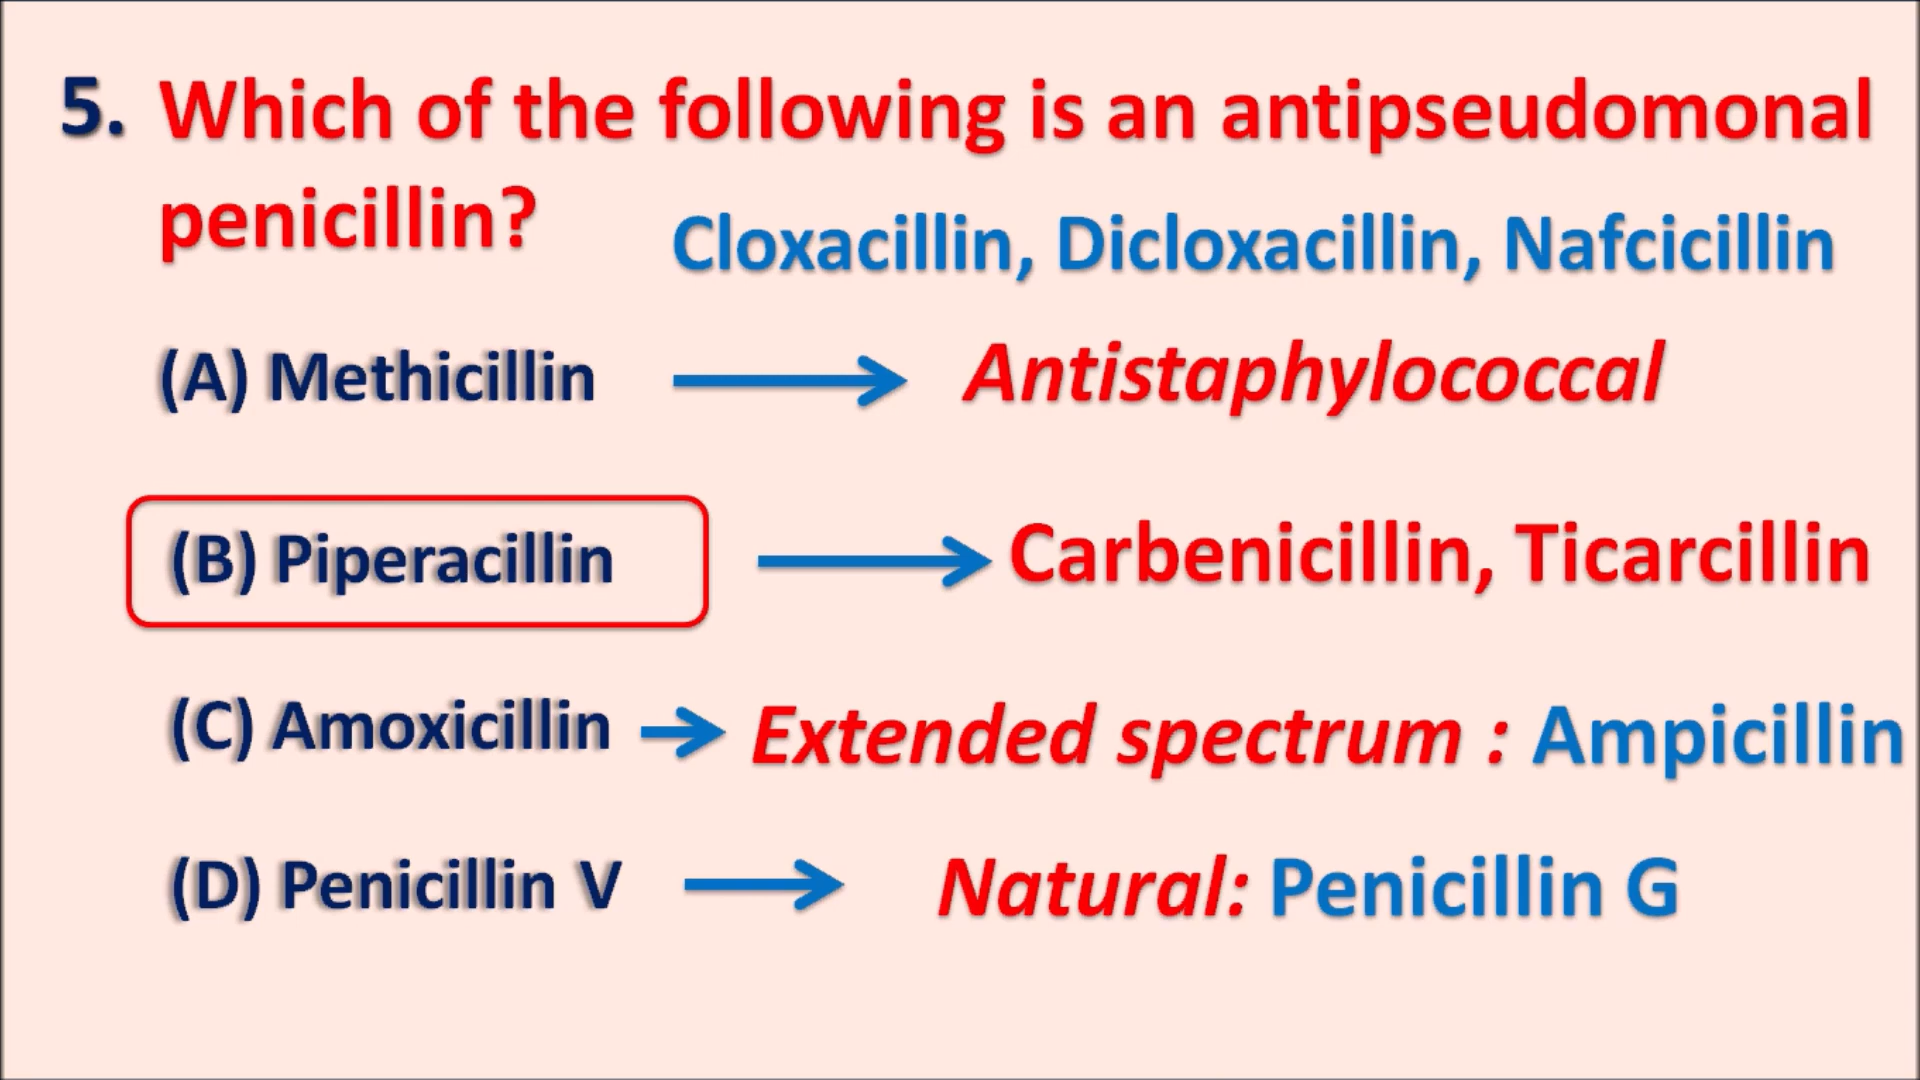 5. Which of the following is an antipseudomonal
penicillin?
Cloxacillin, Dicloxacillin, Nafcicillin
(A) Methicillin Antistaphylococcal
(B) Piperacillin Carbenicillin, Ticarcillin
(C) Amoxicillin Extended spectrum : Ampicillin
(D) Penicillin V Natural: Penicillin G